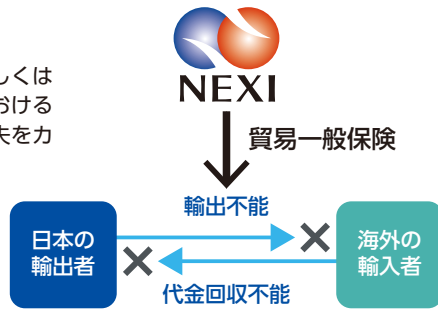 しくは
おける
夫をカ
NEXI
貿易一般保険
輸出不能
日本の
輸出者
海外の
輸入者
代金回収不能